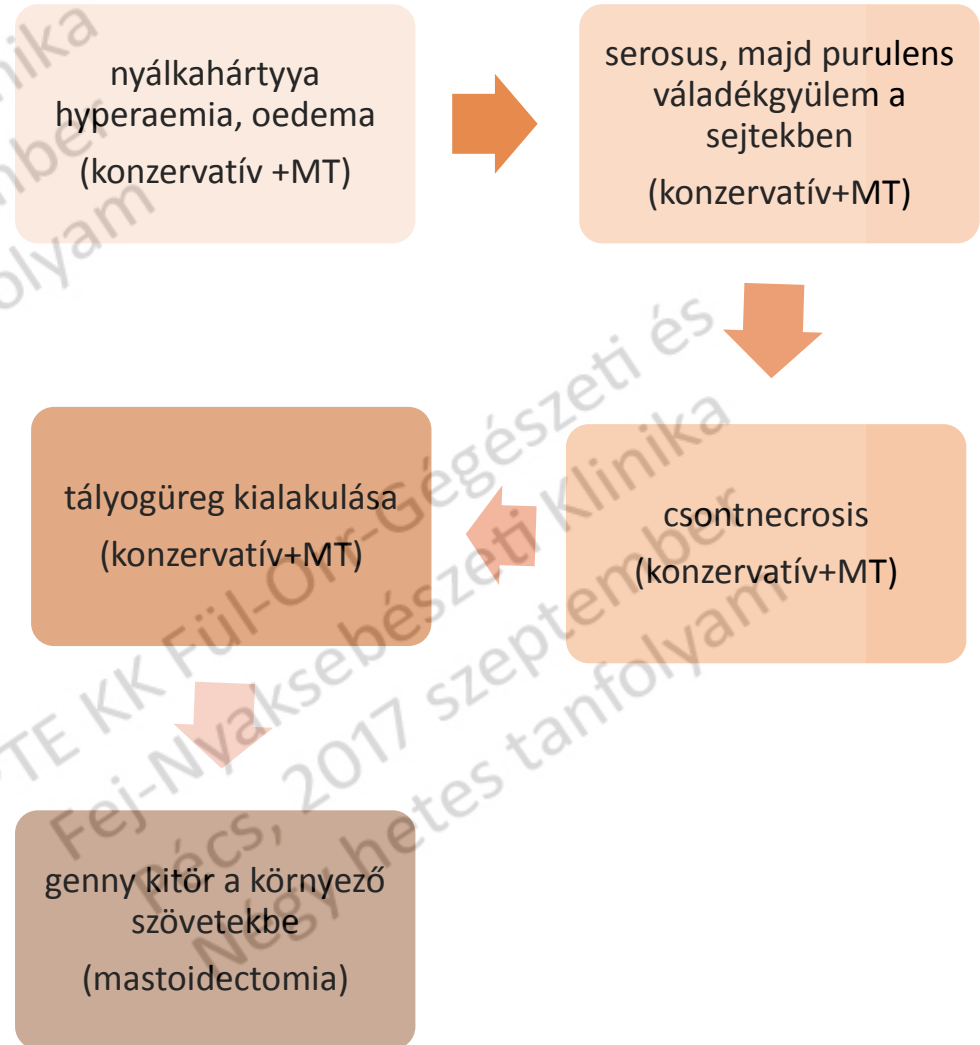 nyálkahártyya
hyperaemia, oedema
(konzervatív +MT)
serosus, majd purulens
váladékgyülem a
sejtekben
(konzervatív+MT)
csontnecrosis
(konzervatív+MT)
tályogüreg kialakulása
(konzervatív+MT)
genny kitör a környező
szövetekbe
(mastoidectomia)
PTE KK Fül-Orr-Gégészeti és
Fej-Nyaksebészeti Klinika
Pécs, 2017 szeptember
Négy hetes tanfolyam